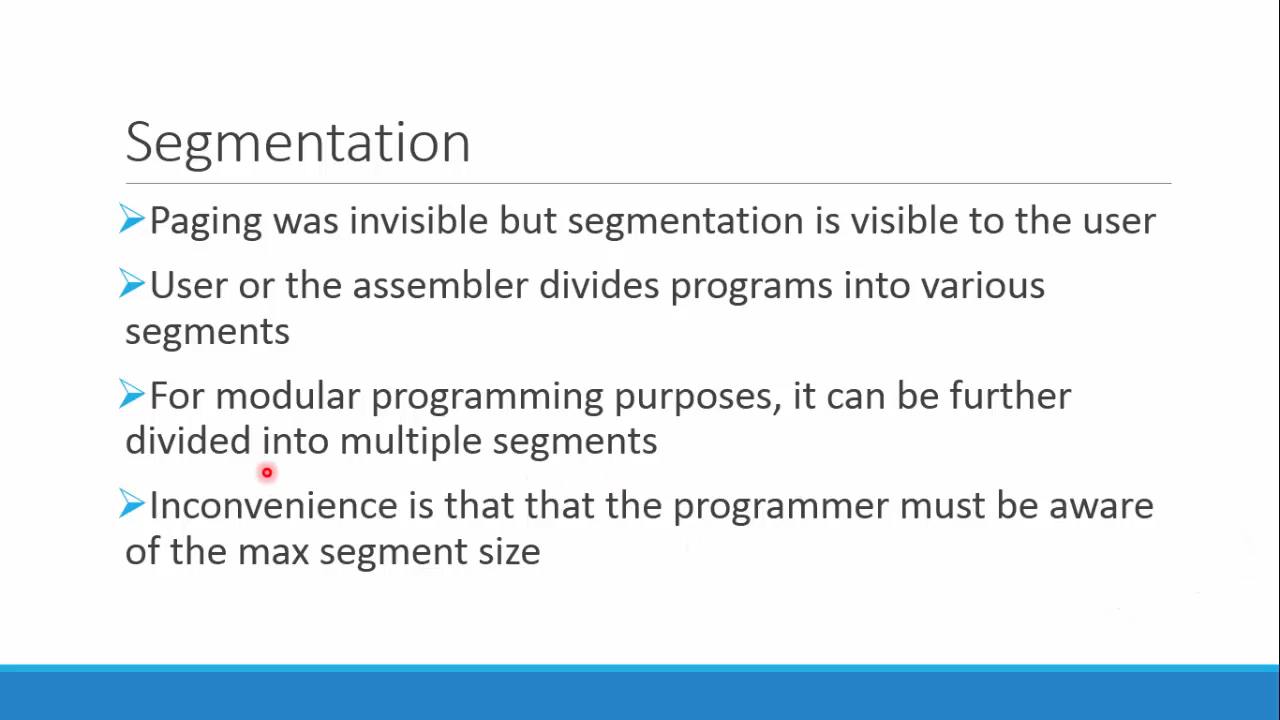 Segmentation
➢Paging was invisible but segmentation is visible to the user
➢User or the assembler divides programs into various
segments
➢For modular programming purposes, it can be further
divided into multiple segments
➢Inconvenience is that that the programmer must be aware
of the max segment size